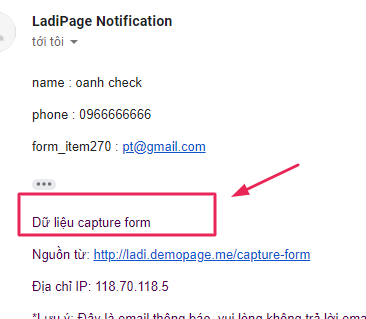 LadiPage Notification
tới tôi
name : oanh check
phone : 0966666666
form_item270 : pt@gmail.com
Dữ liệu capture form
Nguồn từ: http://ladi.demopage.me/capture-form
Địa chỉ IP: 118.70.118.5
*Lưu ý: Đây là email thông báo, vui lòng không trả lời